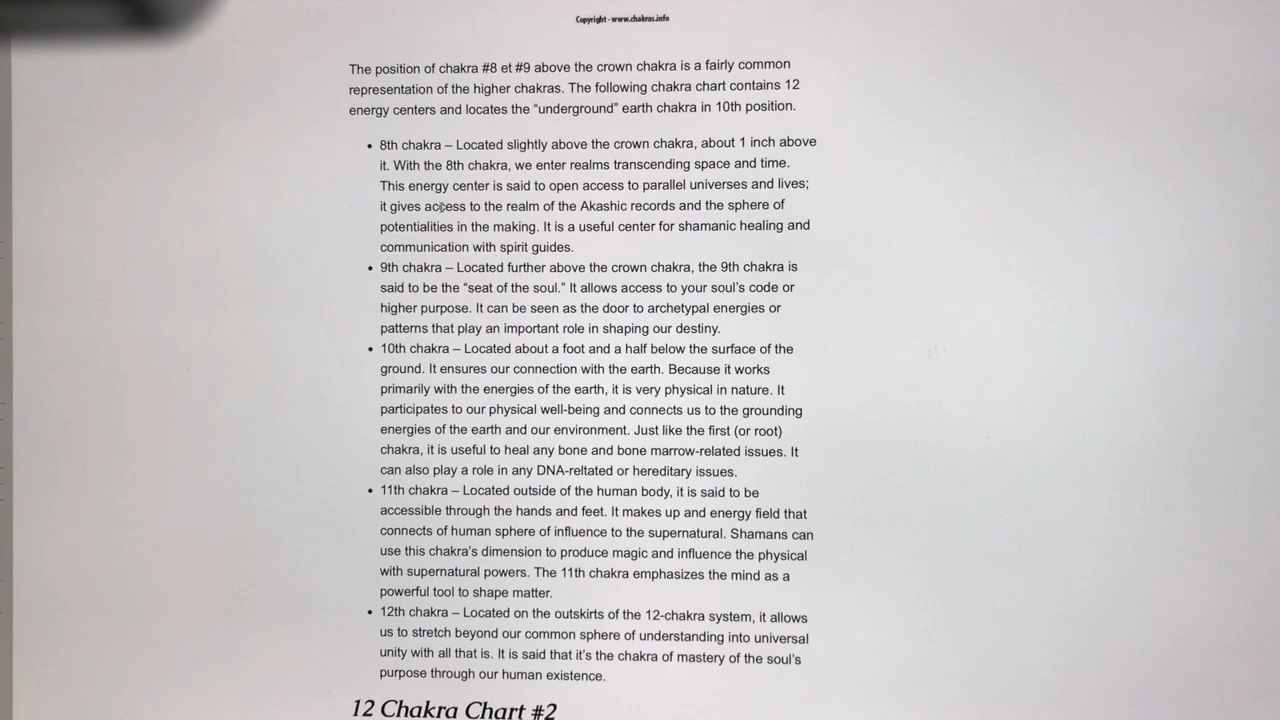 Copyright - www.chakras.info
The position of chakra #8 et #9 above the crown chakra is a fairly common
representation of the higher chakras. The following chakra chart contains 12
energy centers and locates the “underground” earth chakra in 10th position.
• 8th chakra – Located slightly above the crown chakra, about 1 inch above
it. With the 8th chakra, we enter realms transcending space and time.
This energy center is said to open access to parallel universes and lives;
it gives access to the realm of the Akashic records and the sphere of
potentialities in the making. It is a useful center for shamanic healing and
communication with spirit guides.
• 9th chakra – Located further above the crown chakra, the 9th chakra is
said to be the “seat of the soul.” It allows access to your soul’s code or
higher purpose. It can be seen as the door to archetypal energies or
patterns that play an important role in shaping our destiny.
• 10th chakra – Located about a foot and a half below the surface of the
ground. It ensures our connection with the earth. Because it works
primarily with the energies of the earth, it is very physical in nature. It
participates to our physical well-being and connects us to the grounding
energies of the earth and our environment. Just like the first (or root)
chakra, it is useful to heal any bone and bone marrow-related issues. It
can also play a role in any DNA-reltated or hereditary issues.
• 11th chakra – Located outside of the human body, it is said to be
accessible through the hands and feet. It makes up and energy field that
connects of human sphere of influence to the supernatural. Shamans can
use this chakra’s dimension to produce magic and influence the physical
with supernatural powers. The 11th chakra emphasizes the mind as a
powerful tool to shape matter.
• 12th chakra – Located on the outskirts of the 12-chakra system, it allows
us to stretch beyond our common sphere of understanding into universal
unity with all that is. It is said that it’s the chakra of mastery of the soul’s
purpose through our human existence.
12 Chakra Chart #2